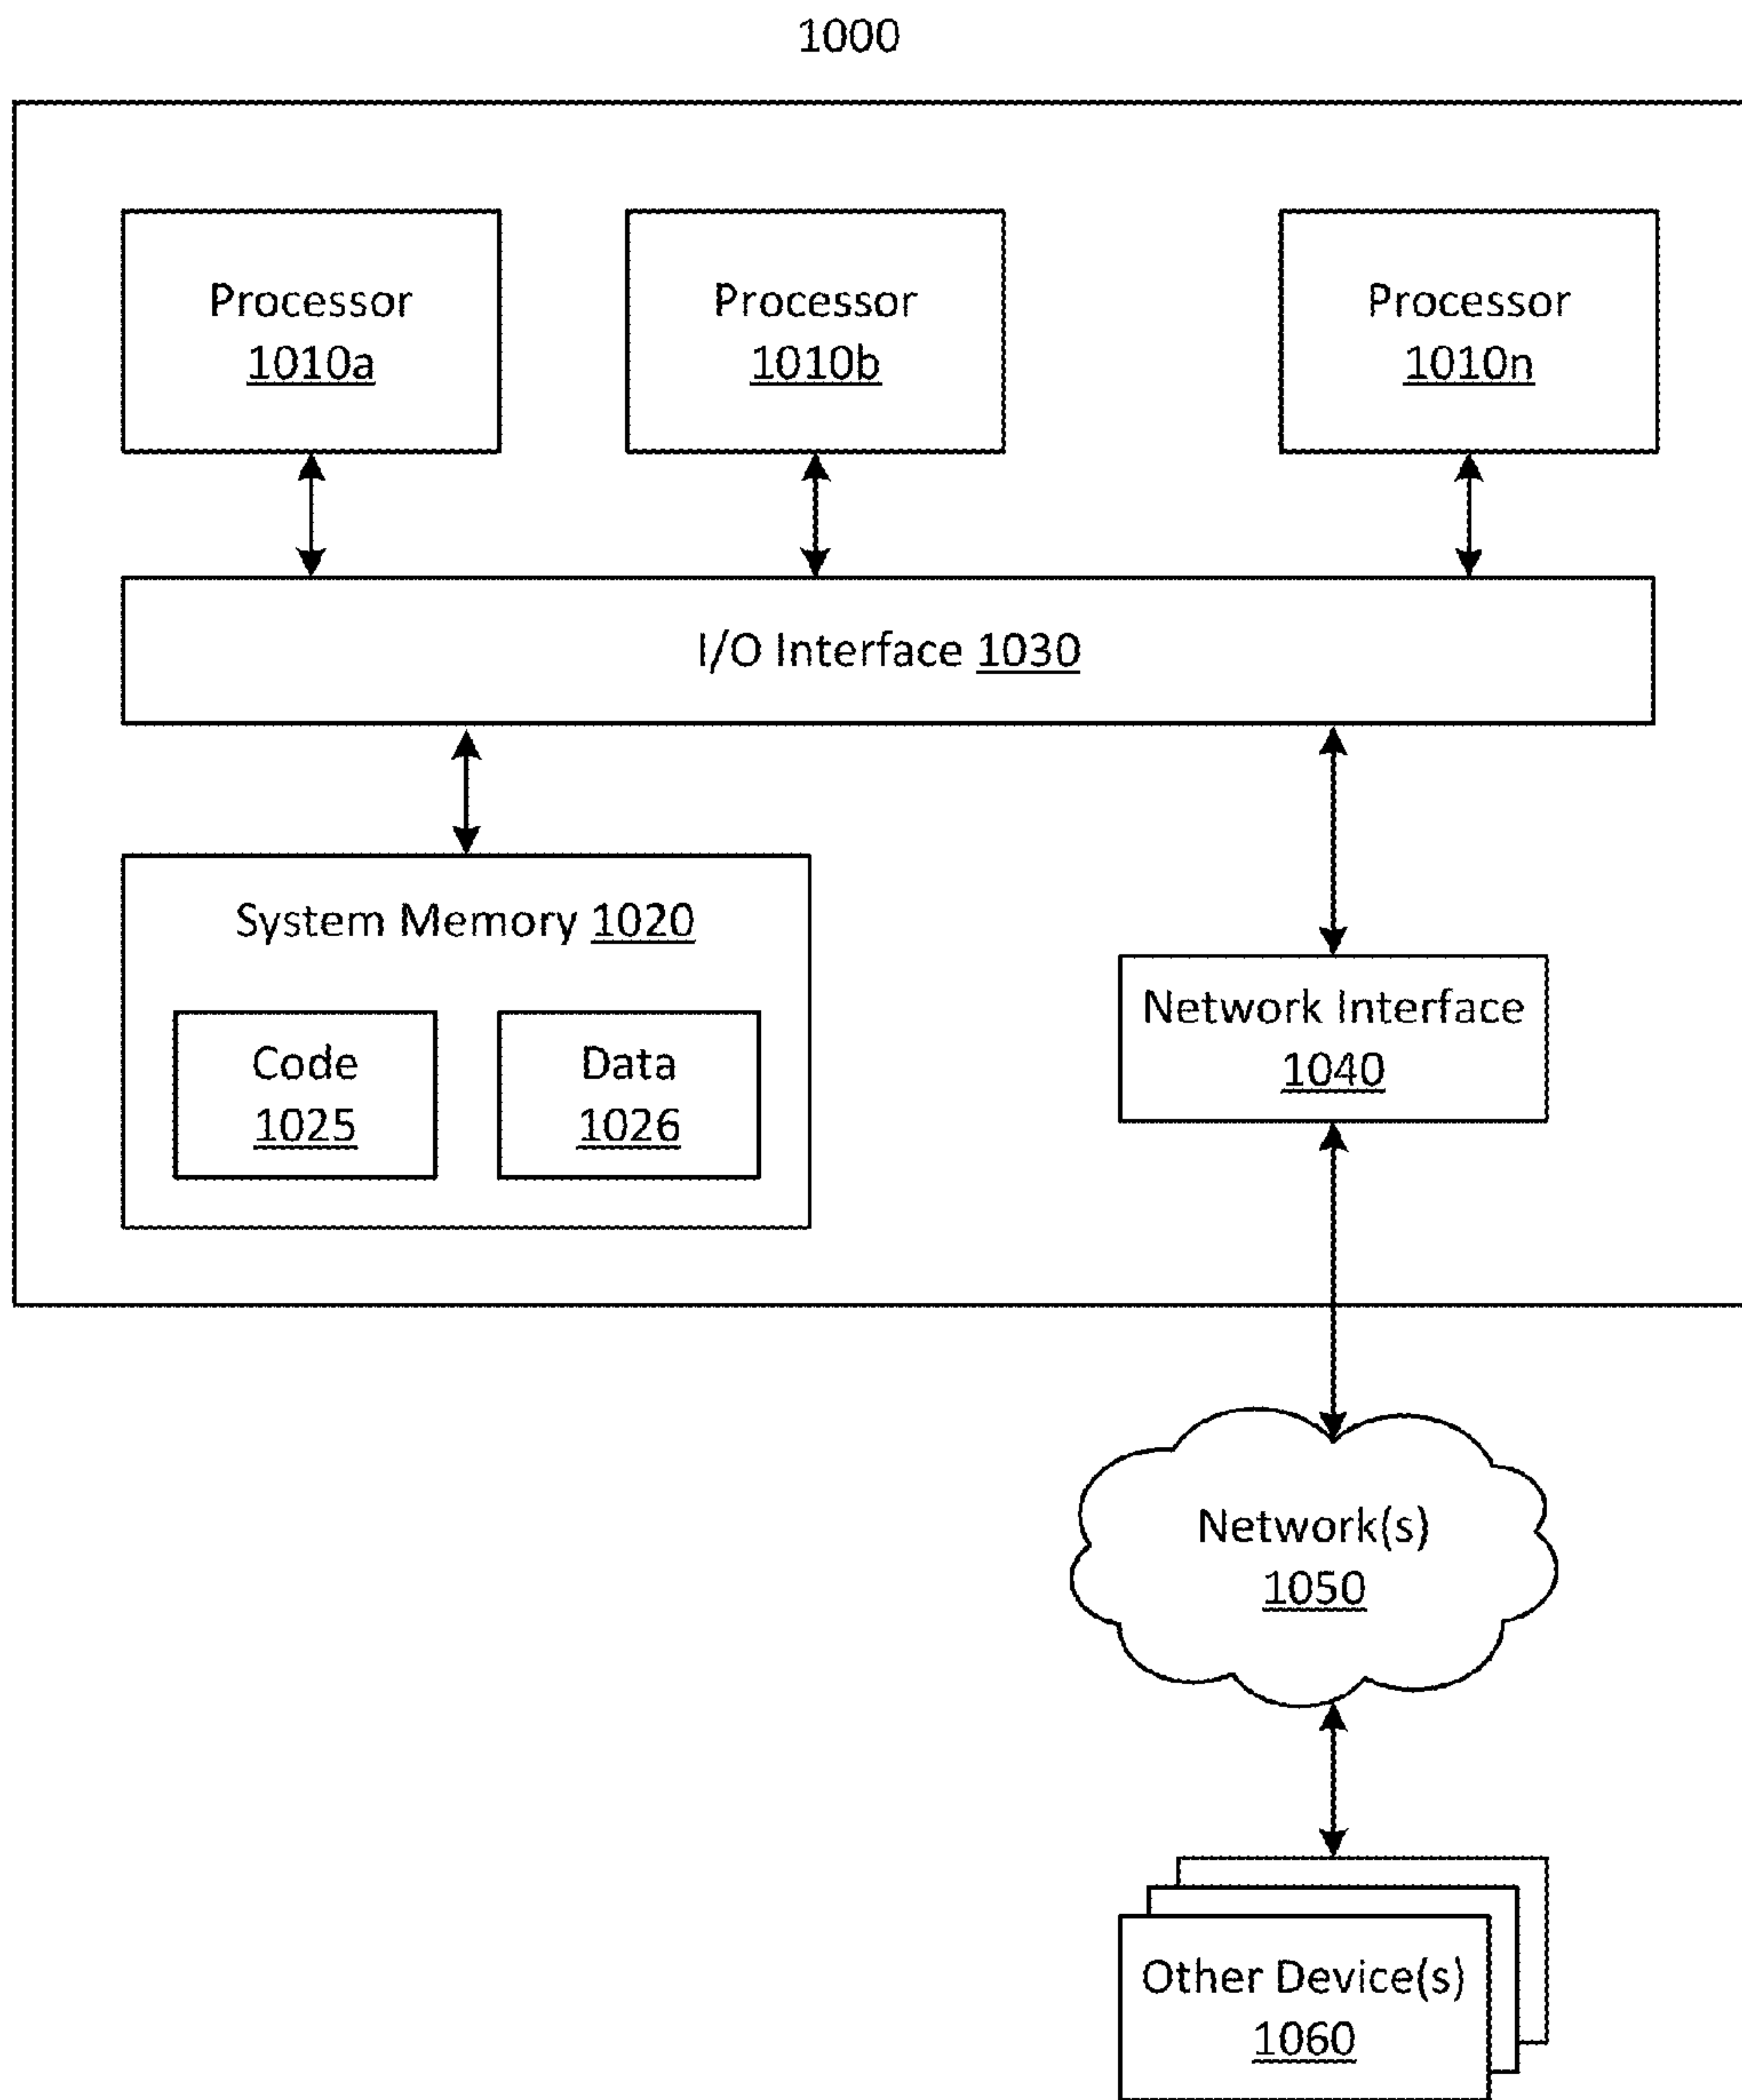 1000
Processor
1010a
Processor
1010b
Processor
1010n
I/O Interface 1030
System Memory 1020
Code
1025
Data
1026
Network Interface
1040
Network(s)
1050
Other Device(s)
1060